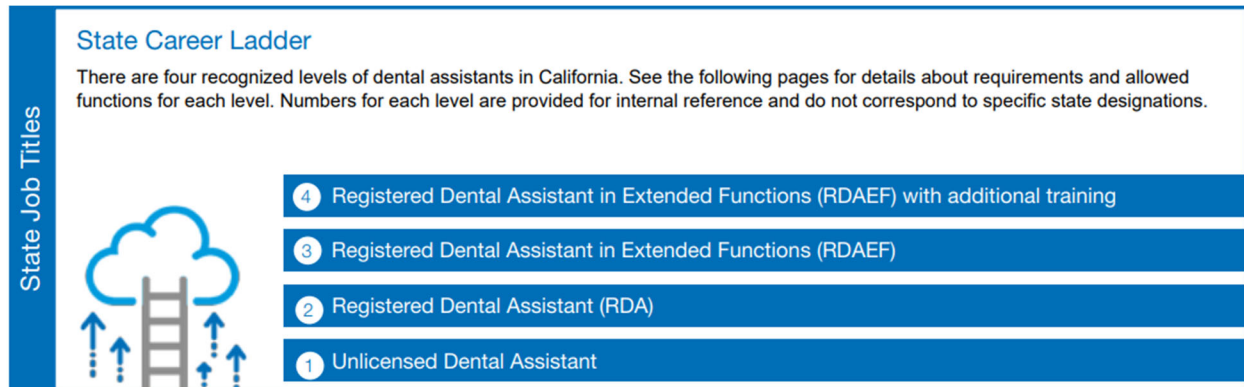 State Job Titles
State Career Ladder
There are four recognized levels of dental assistants in California. See the following pages for details about requirements and allowed
functions for each level. Numbers for each level are provided for internal reference and do not correspond to specific state designations.
4 Registered Dental Assistant in Extended Functions (RDAEF) with additional training
3 Registered Dental Assistant in Extended Functions (RDAEF)
2 Registered Dental Assistant (RDA)
1 Unlicensed Dental Assistant